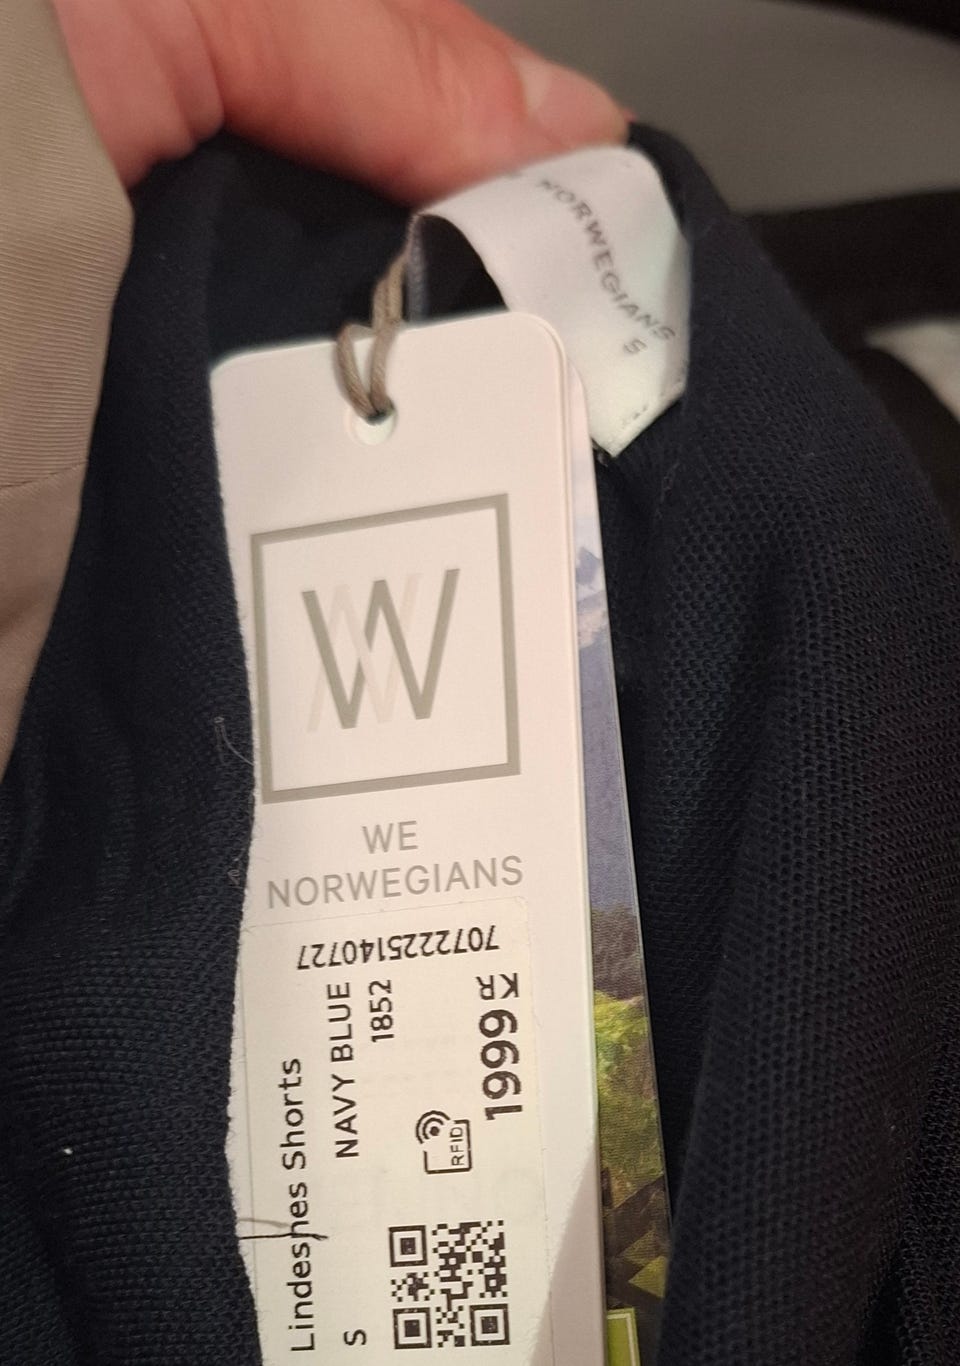 NORWEGIANS
S
W
WE
NORWEGIANS
7072225140727
Lindesnes Shorts
NAVY BLUE
S
1852
RFID
1999 KR